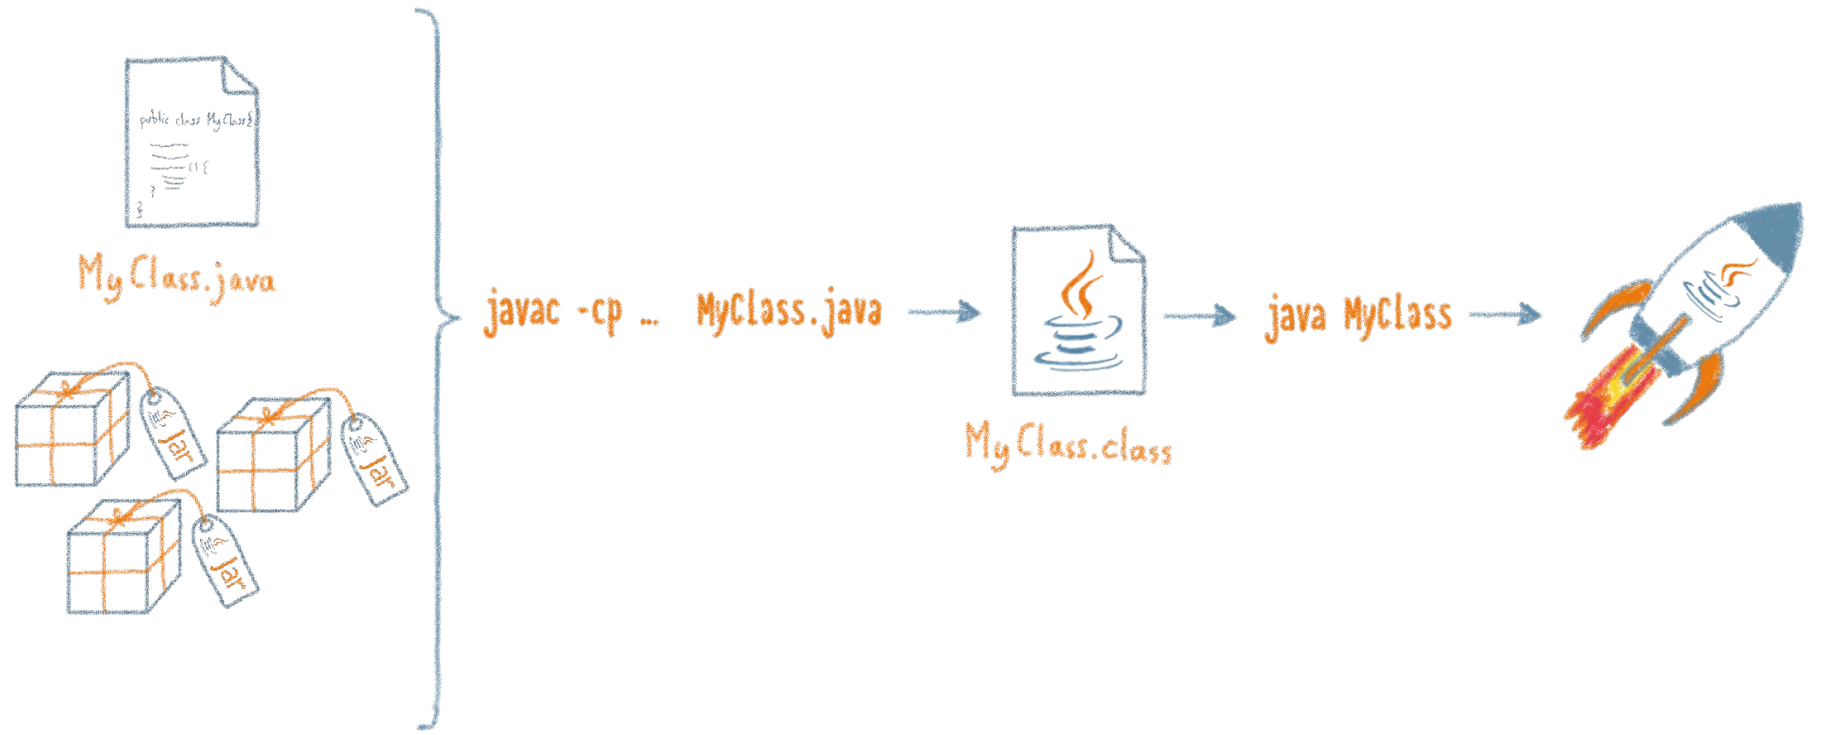 public class MyClass{
() {
}
}
MyClass.java
Jar
Jar
Jar
javac -cp ... MyClass.java
MyClass.class
java MyClass